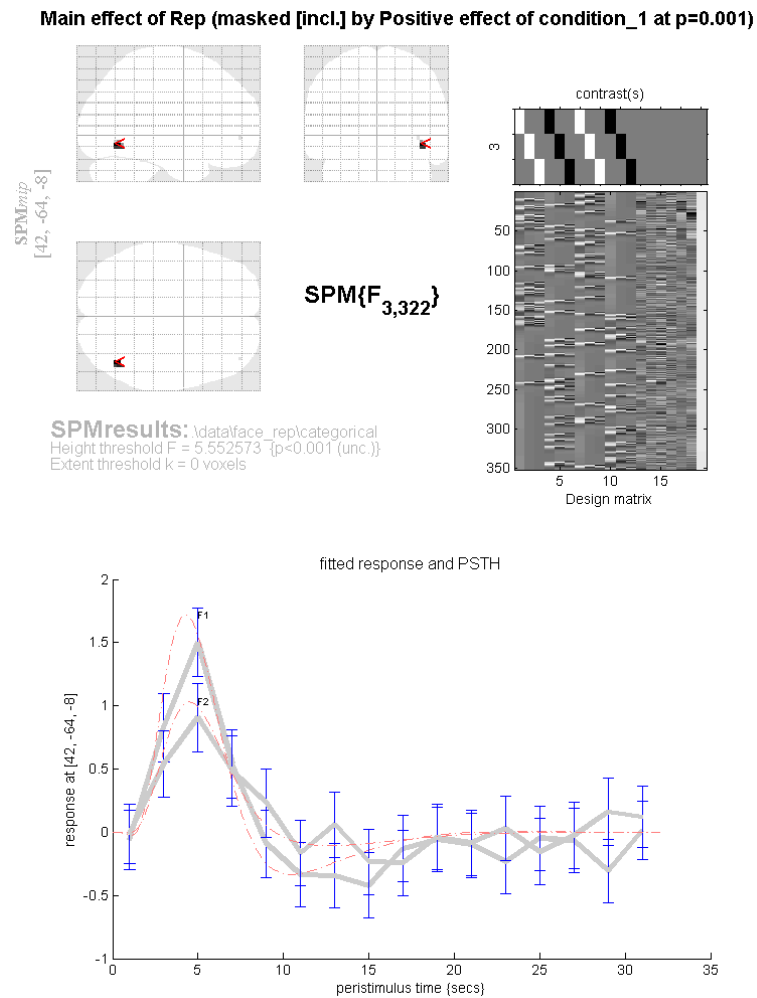 Main effect of Rep (masked [incl.] by Positive effect of condition_1 at p=0.001)
SPMmip
[42, -64, -8]
<
<
<
SPM{F3,322}
SPMresults: .\data\face_rep\categorical
Height threshold F = 5.552573 {p<0.001 (unc.)}
Extent threshold k = 0 voxels
contrast(s)
3
50
100
150
200
250
300
350
5 10 15
Design matrix
fitted response and PSTH
2
1.5
1
0.5
0
-0.5
-1
response at [42, -64, -8]
F1
F2
0 5 10 15 20 25 30 35
peristimulus time {secs}